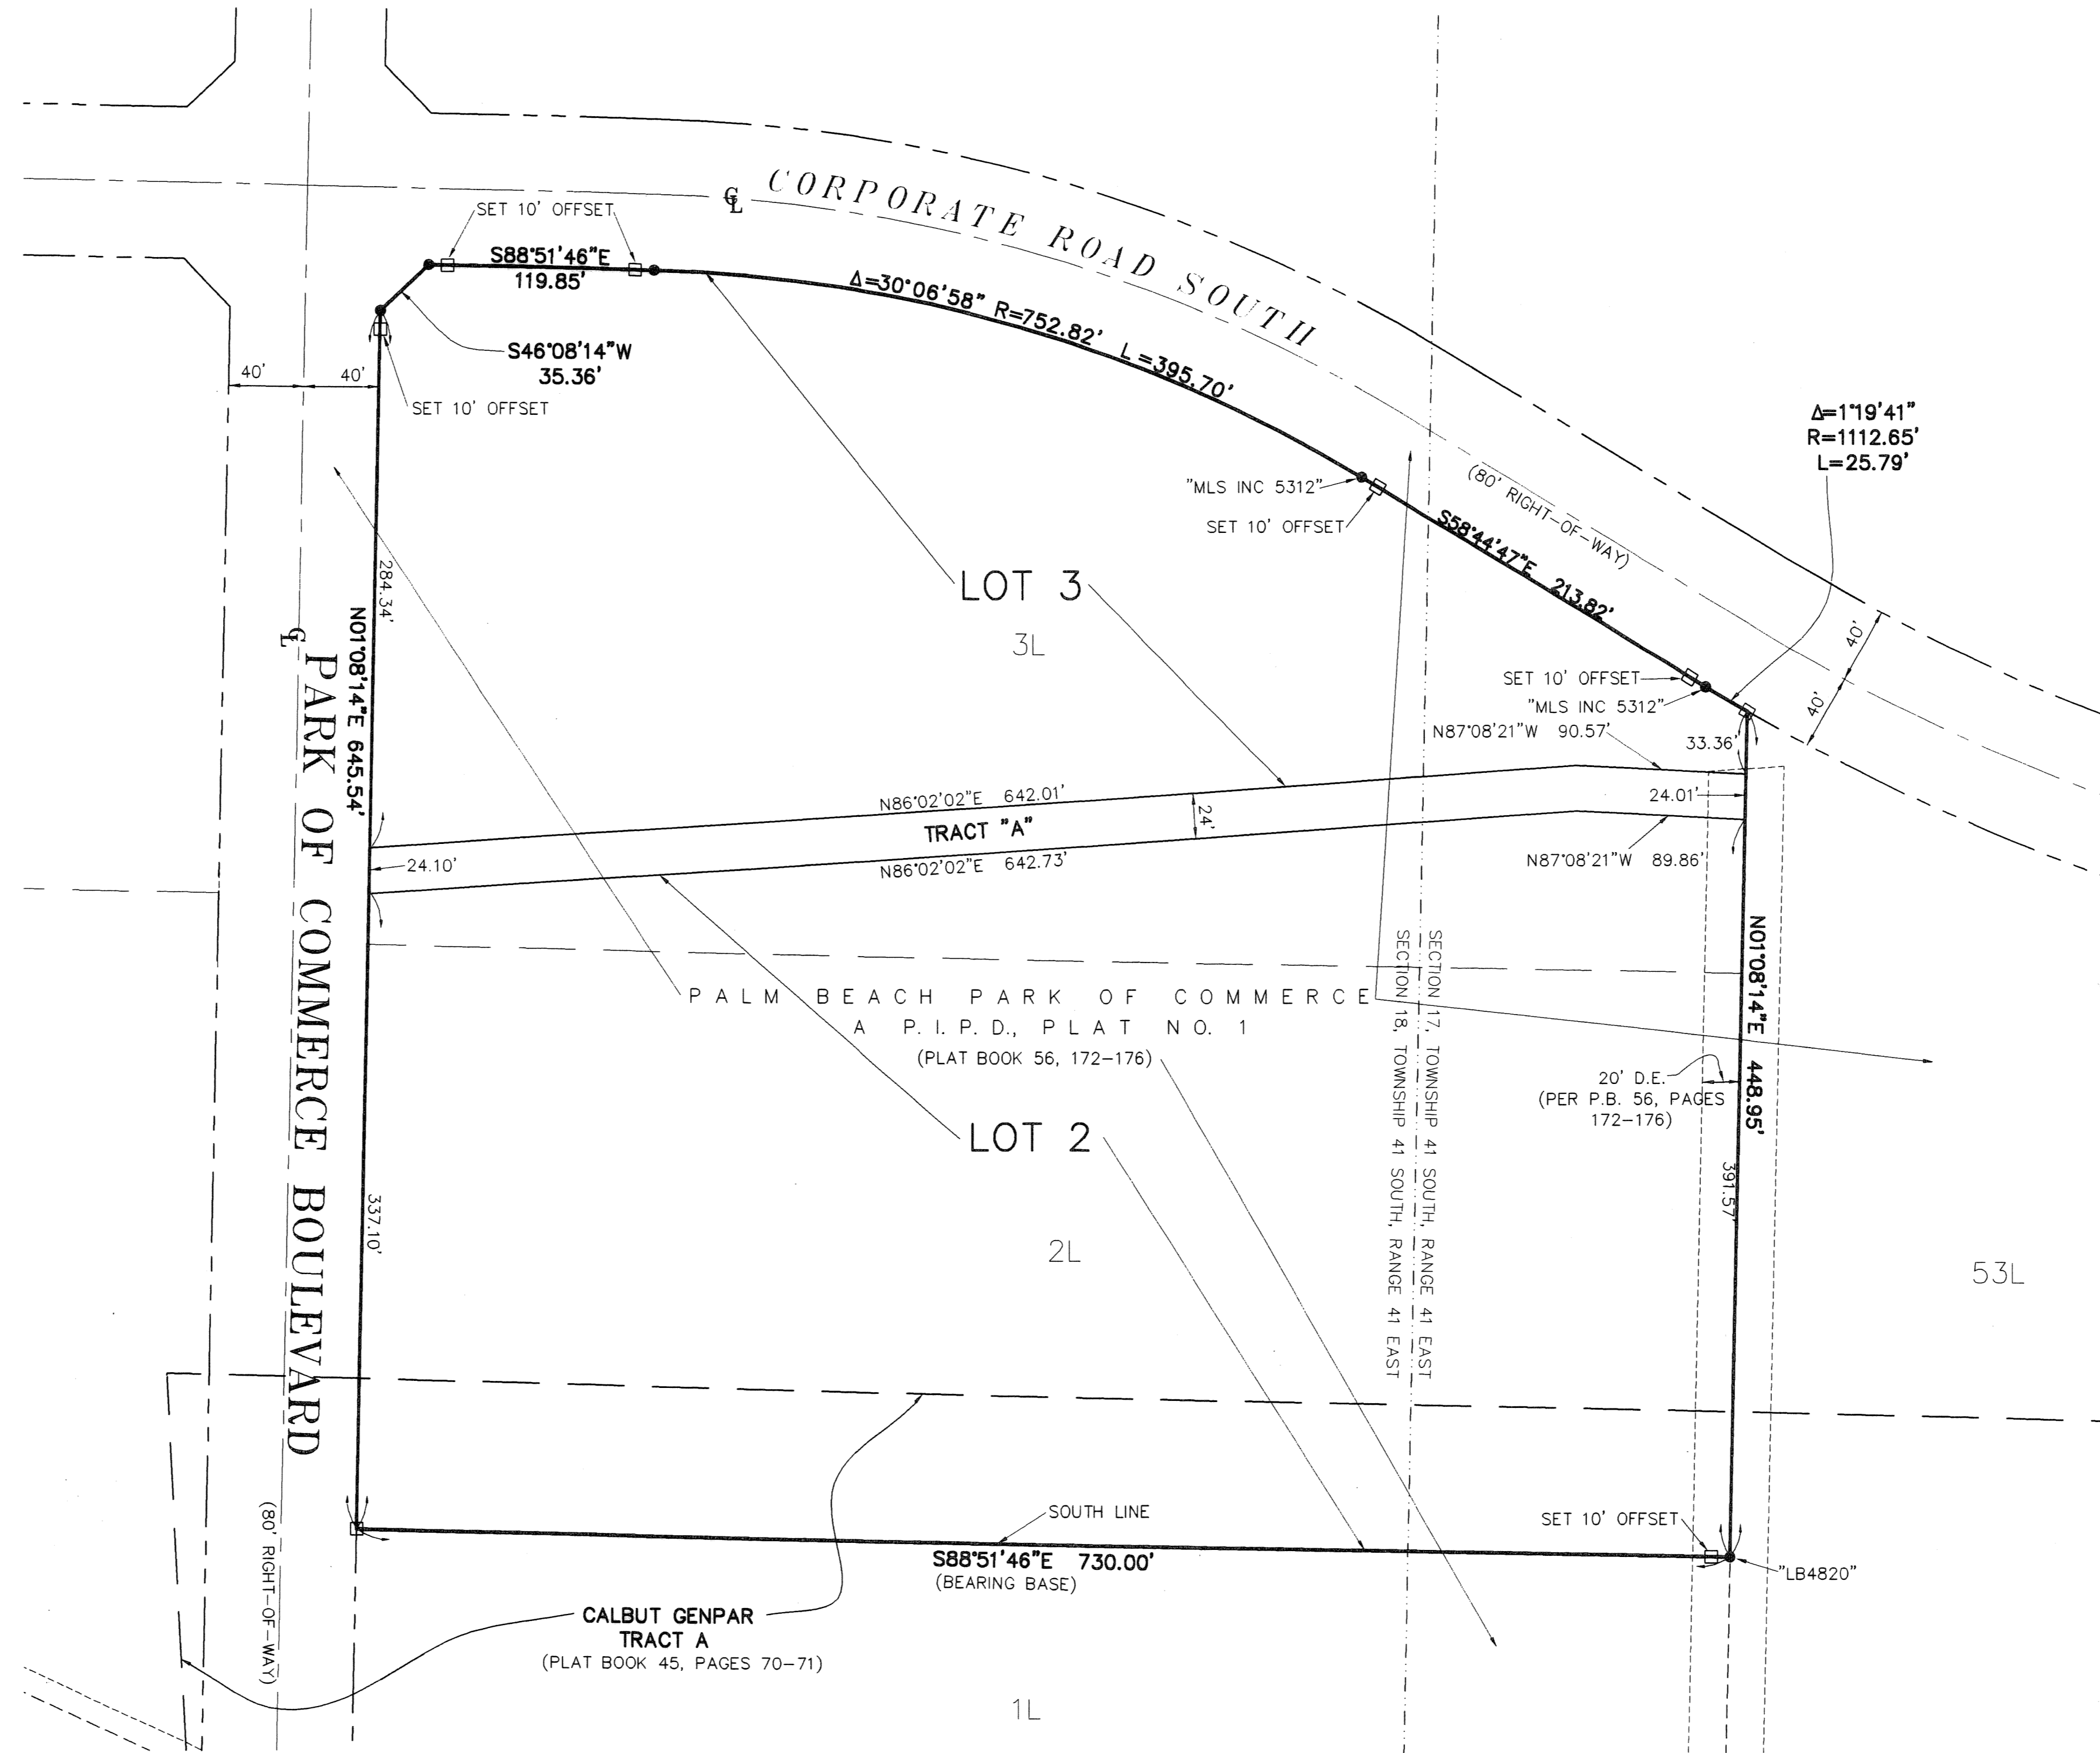 CORPORATE ROAD SOUTH
SET 10' OFFSET
S88°51'46"E
119.85'
Δ=30°06'58" R=752.82' L=395.70'
S46°08'14"W
35.36'
40'
40'
SET 10' OFFSET
Δ=1°19'41"
R=1112.65'
L=25.79'
"MLS INC 5312"
SET 10' OFFSET
(80' RIGHT-OF-WAY)
S58°44'47"E 213.82'
284.34'
LOT 3
3L
N01°08'14"E 645.54'
40'
40'
SET 10' OFFSET
"MLS INC 5312"
N87°08'21"W 90.57'
33.36'
N86°02'02"E 642.01'
24.01'
TRACT "A"
24'
24.10'
N86°02'02"E 642.73'
N87°08'21"W 89.86'
PARK OF COMMERCE BOULEVARD
PALM BEACH PARK OF COMMERCE
A P.I.P.D., PLAT NO. 1
(PLAT BOOK 56, 172-176)
SECTION 18, TOWNSHIP 41 SOUTH, RANGE 41 EAST
SECTION 17, TOWNSHIP 41 SOUTH, RANGE 41 EAST
N01°08'14"E 448.95'
20' D.E.
(PER P.B. 56, PAGES
172-176)
LOT 2
391.57'
337.10'
2L
53L
SOUTH LINE
SET 10' OFFSET
S88°51'46"E 730.00'
(BEARING BASE)
"LB4820"
(80' RIGHT-OF-WAY)
CALBUT GENPAR
TRACT A
(PLAT BOOK 45, PAGES 70-71)
1L